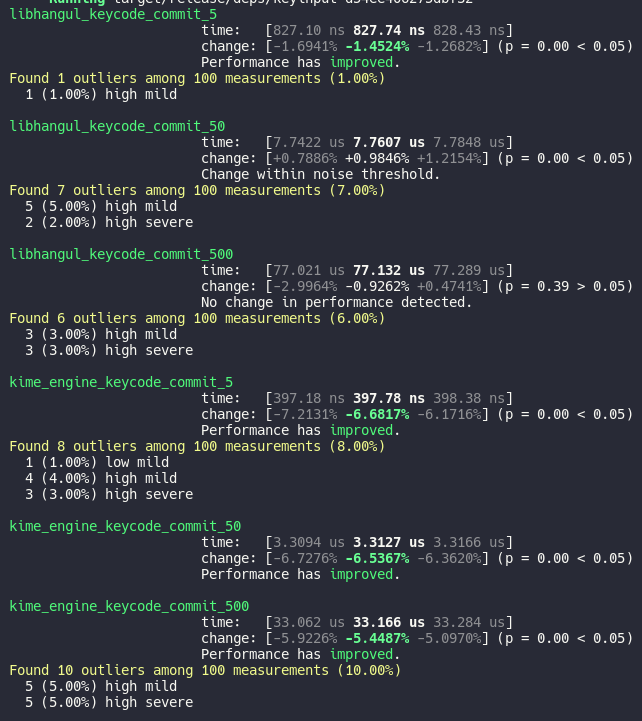 Running target/release/deps/keyinput
libhangul_keycode_commit_5
time: [827.10 ns 827.74 ns 828.43 ns]
change: [-1.6941% -1.4524% -1.2682%] (p = 0.00 < 0.05)
Performance has improved.
Found 1 outliers among 100 measurements (1.00%)
1 (1.00%) high mild
libhangul_keycode_commit_50
time: [7.7422 us 7.7607 us 7.7848 us]
change: [+0.7886% +0.9846% +1.2154%] (p = 0.00 < 0.05)
Change within noise threshold.
Found 7 outliers among 100 measurements (7.00%)
5 (5.00%) high mild
2 (2.00%) high severe
libhangul_keycode_commit_500
time: [77.021 us 77.132 us 77.289 us]
change: [-2.9964% -0.9262% +0.4741%] (p = 0.39 > 0.05)
No change in performance detected.
Found 6 outliers among 100 measurements (6.00%)
3 (3.00%) high mild
3 (3.00%) high severe
kime_engine_keycode_commit_5
time: [397.18 ns 397.78 ns 398.38 ns]
change: [-7.2131% -6.6817% -6.1716%] (p = 0.00 < 0.05)
Performance has improved.
Found 8 outliers among 100 measurements (8.00%)
1 (1.00%) low mild
4 (4.00%) high mild
3 (3.00%) high severe
kime_engine_keycode_commit_50
time: [3.3094 us 3.3127 us 3.3166 us]
change: [-6.7276% -6.5367% -6.3620%] (p = 0.00 < 0.05)
Performance has improved.
kime_engine_keycode_commit_500
time: [33.062 us 33.166 us 33.284 us]
change: [-5.9226% -5.4487% -5.0970%] (p = 0.00 < 0.05)
Performance has improved.
Found 10 outliers among 100 measurements (10.00%)
5 (5.00%) high mild
5 (5.00%) high severe